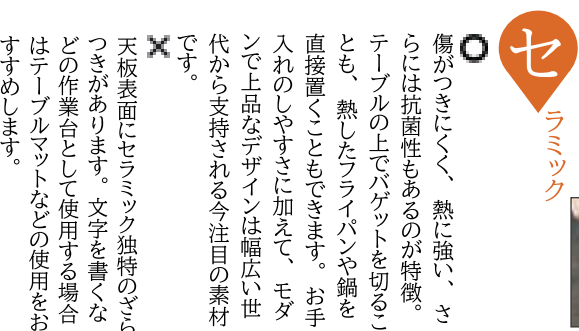 セラミック
○
傷がつきにくく、熱に強い、さ
らには抗菌性もあるのが特徴。
テーブルの上でバゲットを切るこ
とも、熱したフライパンや鍋を
直接置くこともできます。お手
入れのしやすさに加えて、モダ
ンで上品なデザインは幅広い世
代から支持される今注目の素材
です。
×
天板表面にセラミック独特のざら
つきがあります。文字を書くな
どの作業台として使用する場合
はテーブルマットなどの使用をお
すすめします。